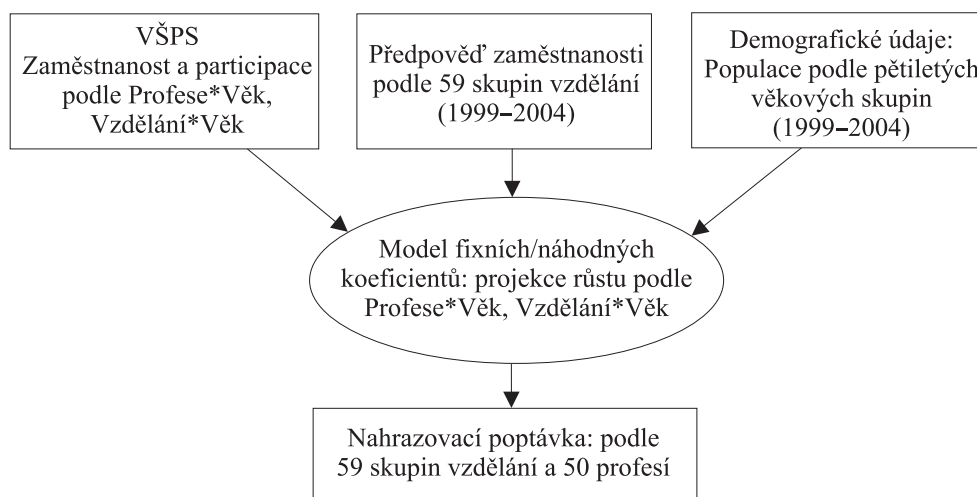 VŠPS
Zaměstnanost a participace
podle Profese*Věk,
Vzdělání*Věk
Předpověď zaměstnanosti
podle 59 skupin vzdělání
(1999–2004)
Demografické údaje:
Populace podle pětiletých
věkových skupin
(1999–2004)
Model fixních/náhodných
koeficientů: projekce růstu podle
Profese*Věk, Vzdělání*Věk
Nahrazovací poptávka: podle
59 skupin vzdělání a 50 profesí